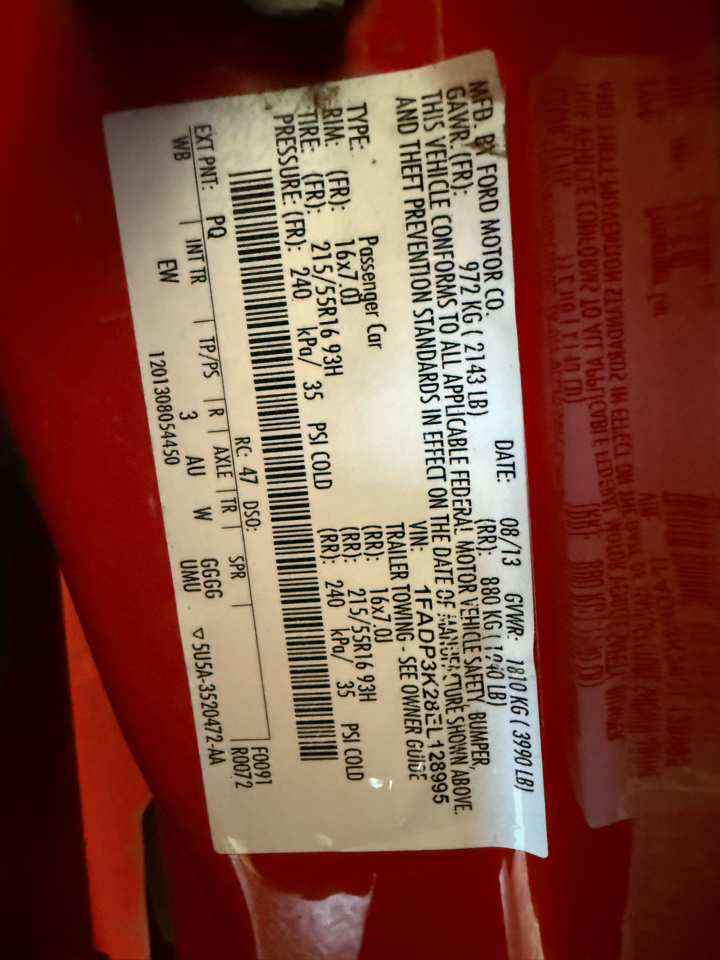 MFD. BY FORD MOTOR CO.
DATE: 08/13 GVWR: 1810 KG ( 3990 LB)
GAWR: (FR): 972 KG ( 2143 LB) (RR): 880 KG ( LB)
THIS VEHICLE CONFORMS TO ALL APPLICABLE FEDERAL MOTOR VEHICLE SAFETY, BUMPER,
AND THEFT PREVENTION STANDARDS IN EFFECT ON THE DATE OF MANUFACTURE SHOWN ABOVE.
VIN: 1FADP3K28EL128995
TYPE: Passenger Car TRAILER TOWING - SEE OWNER GUIDE
RIM: (FR): 16x7.0J (RR): 16x7.0J
TIRE: (FR): 215/55R16 93H (RR): 215/55R16 93H
PRESSURE: (FR): 240 kPa/ 35 PSI COLD (RR): 240 kPa/ 35 PSI COLD
EXT PNT: PQ RC: 47 DSO: F0091
WB INT TR TP/PS R AXLE TR SPR R0072
EW 3 AU W GGGG
UMU
1201308054450 ▽5U5A-3520472-AA